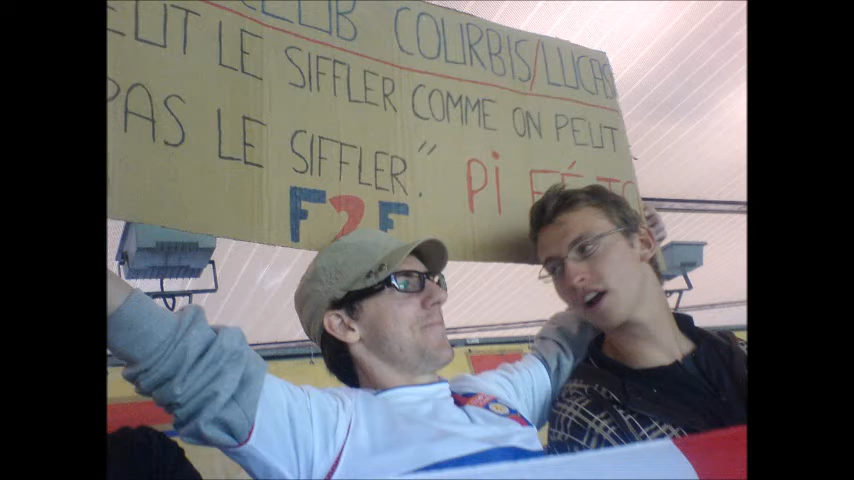 CLUB COURBIS/LUCAS
PEUT LE SIFFLER COMME ON PEUT
PAS LE SIFFLER."
Pi
F2F